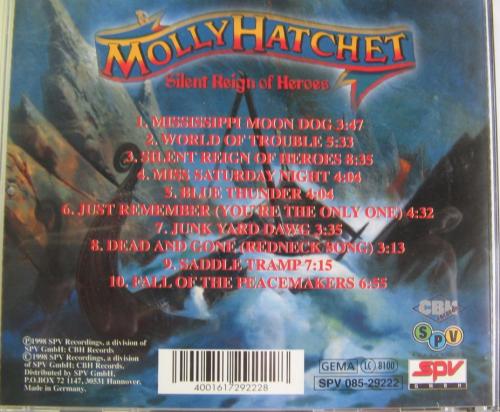 MOLLY HATCHET
Silent Reign of Heroes
1. MISSISSIPPI MOON DOG 3:47
2. WORLD OF TROUBLE 5:33
3. SILENT REIGN OF HEROES 8:35
4. MISS SATURDAY NIGHT 4:04
5. BLUE THUNDER 4:04
6. JUST REMEMBER (YOU'RE THE ONLY ONE) 4:32
7. JUNK YARD DAWG 3:35
8. DEAD AND GONE (REDNECK SONG) 3:13
9. SADDLE TRAMP 7:15
10. FALL OF THE PEACEMAKERS 6:55
CBH
SPV
℗1998 SPV Recordings, a division of
SPV GmbH; CBH Records
©1998 SPV Recordings, a division
of SPV GmbH; CBH Records.
Distributed by SPV GmbH,
P.O.BOX 72 1147, 30531 Hannover,
Made in Germany.
4001617292228
GEMA LC 8100
SPV 085-29222
SPV
GMBH